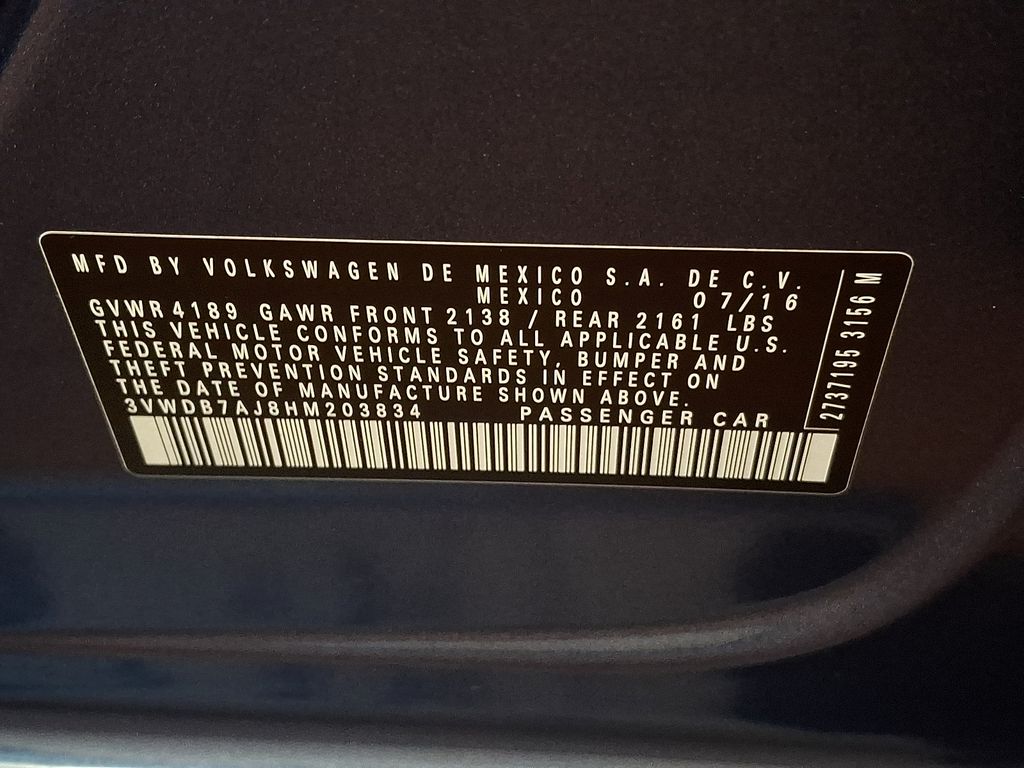 MFD BY VOLKSWAGEN DE MEXICO S.A. DE C.V.
MEXICO 07/16
GVWR 4189 GAWR FRONT 2138 / REAR 2161 LBS
THIS VEHICLE CONFORMS TO ALL APPLICABLE U.S.
FEDERAL MOTOR VEHICLE SAFETY, BUMPER AND
THEFT PREVENTION STANDARDS IN EFFECT ON
THE DATE OF MANUFACTURE SHOWN ABOVE.
3VWDB7AJ8HM203834 PASSENGER CAR
2737195 3156 M